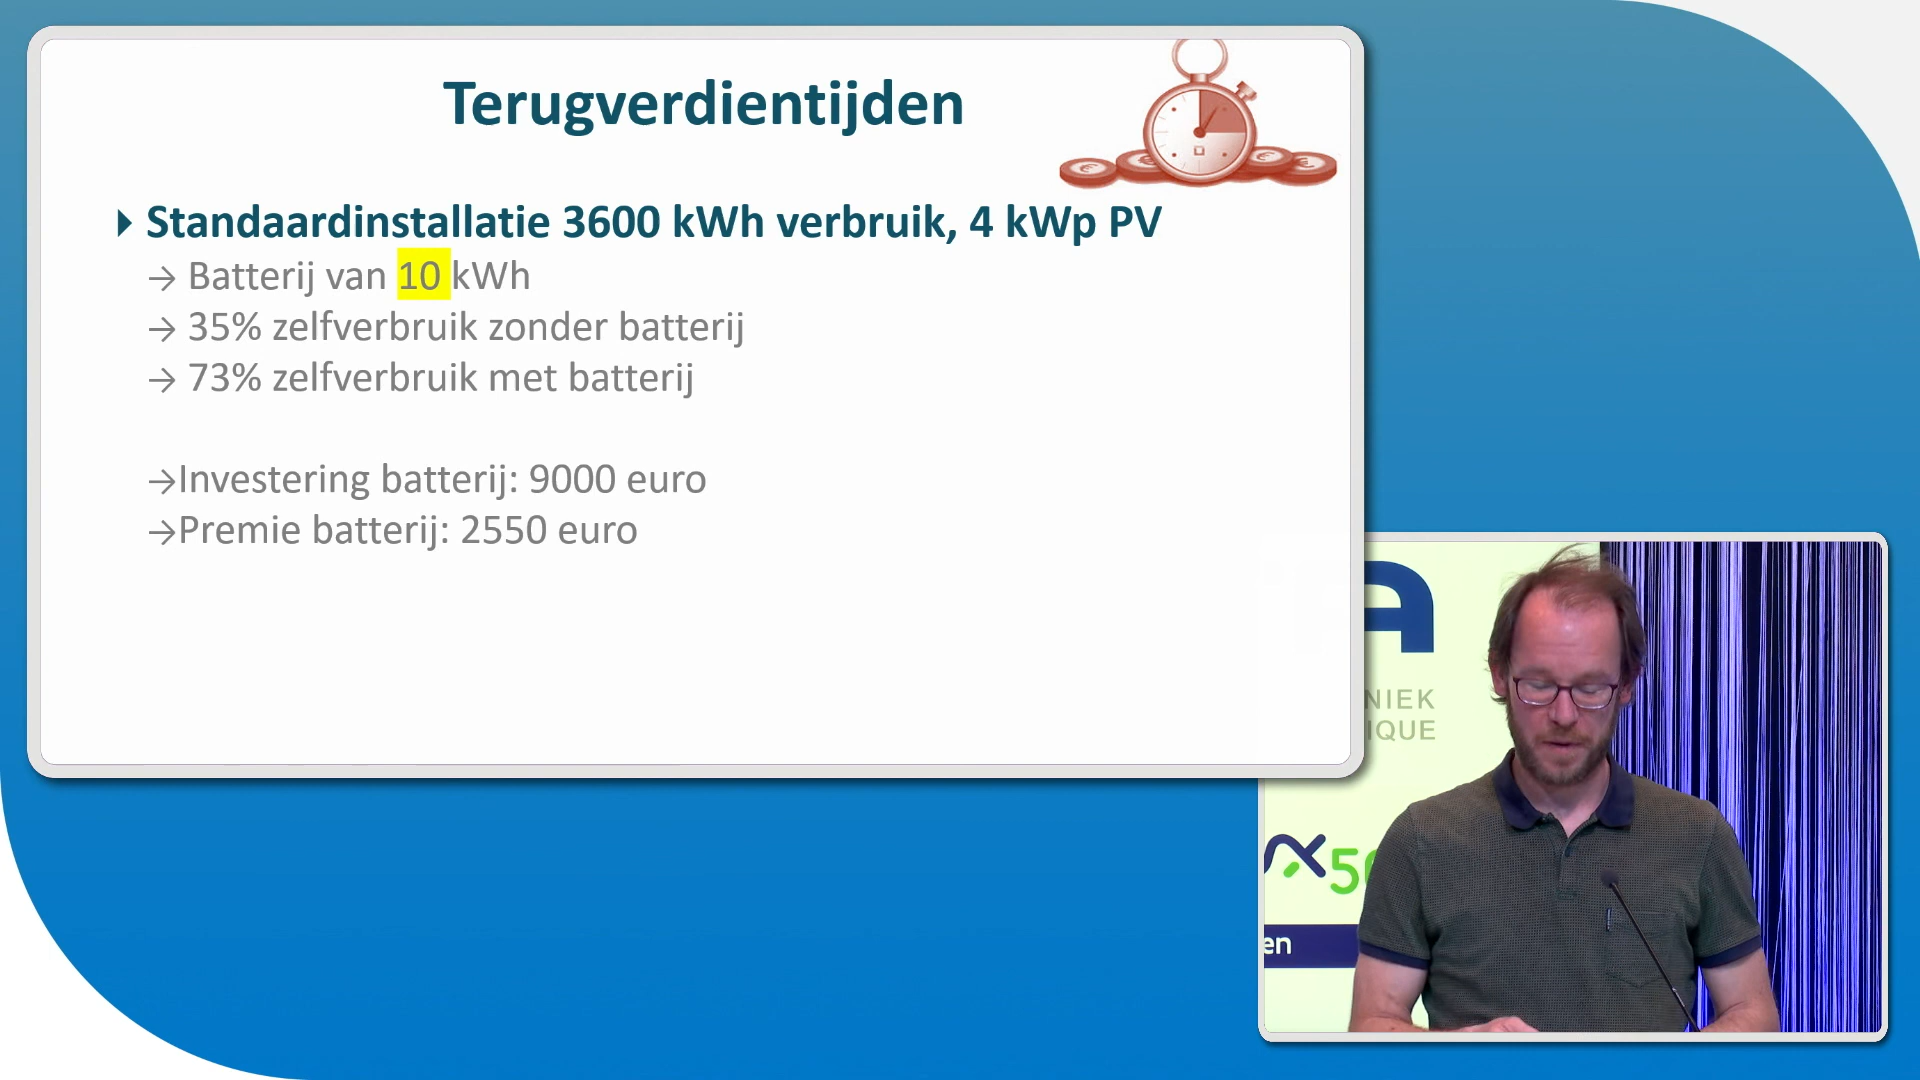 Terugverdientijden
Standaardinstallatie 3600 kWh verbruik, 4 kWp PV
→ Batterij van 10 kWh
→ 35% zelfverbruik zonder batterij
→ 73% zelfverbruik met batterij
→Investering batterij: 9000 euro
→Premie batterij: 2550 euro
A
NIEK
IQUE
en